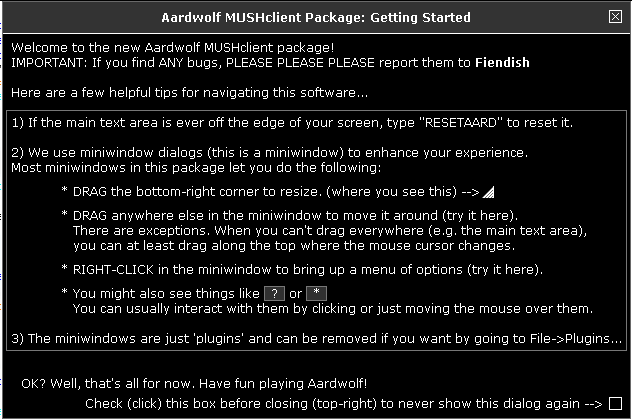 Aardwolf MUSHclient Package: Getting Started
Welcome to the new Aardwolf MUSHclient package!
IMPORTANT: If you find ANY bugs, PLEASE PLEASE PLEASE report them to Fiendish
Here are a few helpful tips for navigating this software...
1) If the main text area is ever off the edge of your screen, type "RESETAARD" to reset it.
2) We use miniwindow dialogs (this is a miniwindow) to enhance your experience.
Most miniwindows in this package let you do the following:
* DRAG the bottom-right corner to resize. (where you see this) -->
* DRAG anywhere else in the miniwindow to move it around (try it here).
There are exceptions. When you can't drag everywhere (e.g. the main text area),
you can at least drag along the top where the mouse cursor changes.
* RIGHT-CLICK in the miniwindow to bring up a menu of options (try it here).
* You might also see things like ? or *
You can usually interact with them by clicking or just moving the mouse over them.
3) The miniwindows are just 'plugins' and can be removed if you want by going to File->Plugins...
OK? Well, that's all for now. Have fun playing Aardwolf!
Check (click) this box before closing (top-right) to never show this dialog again -->